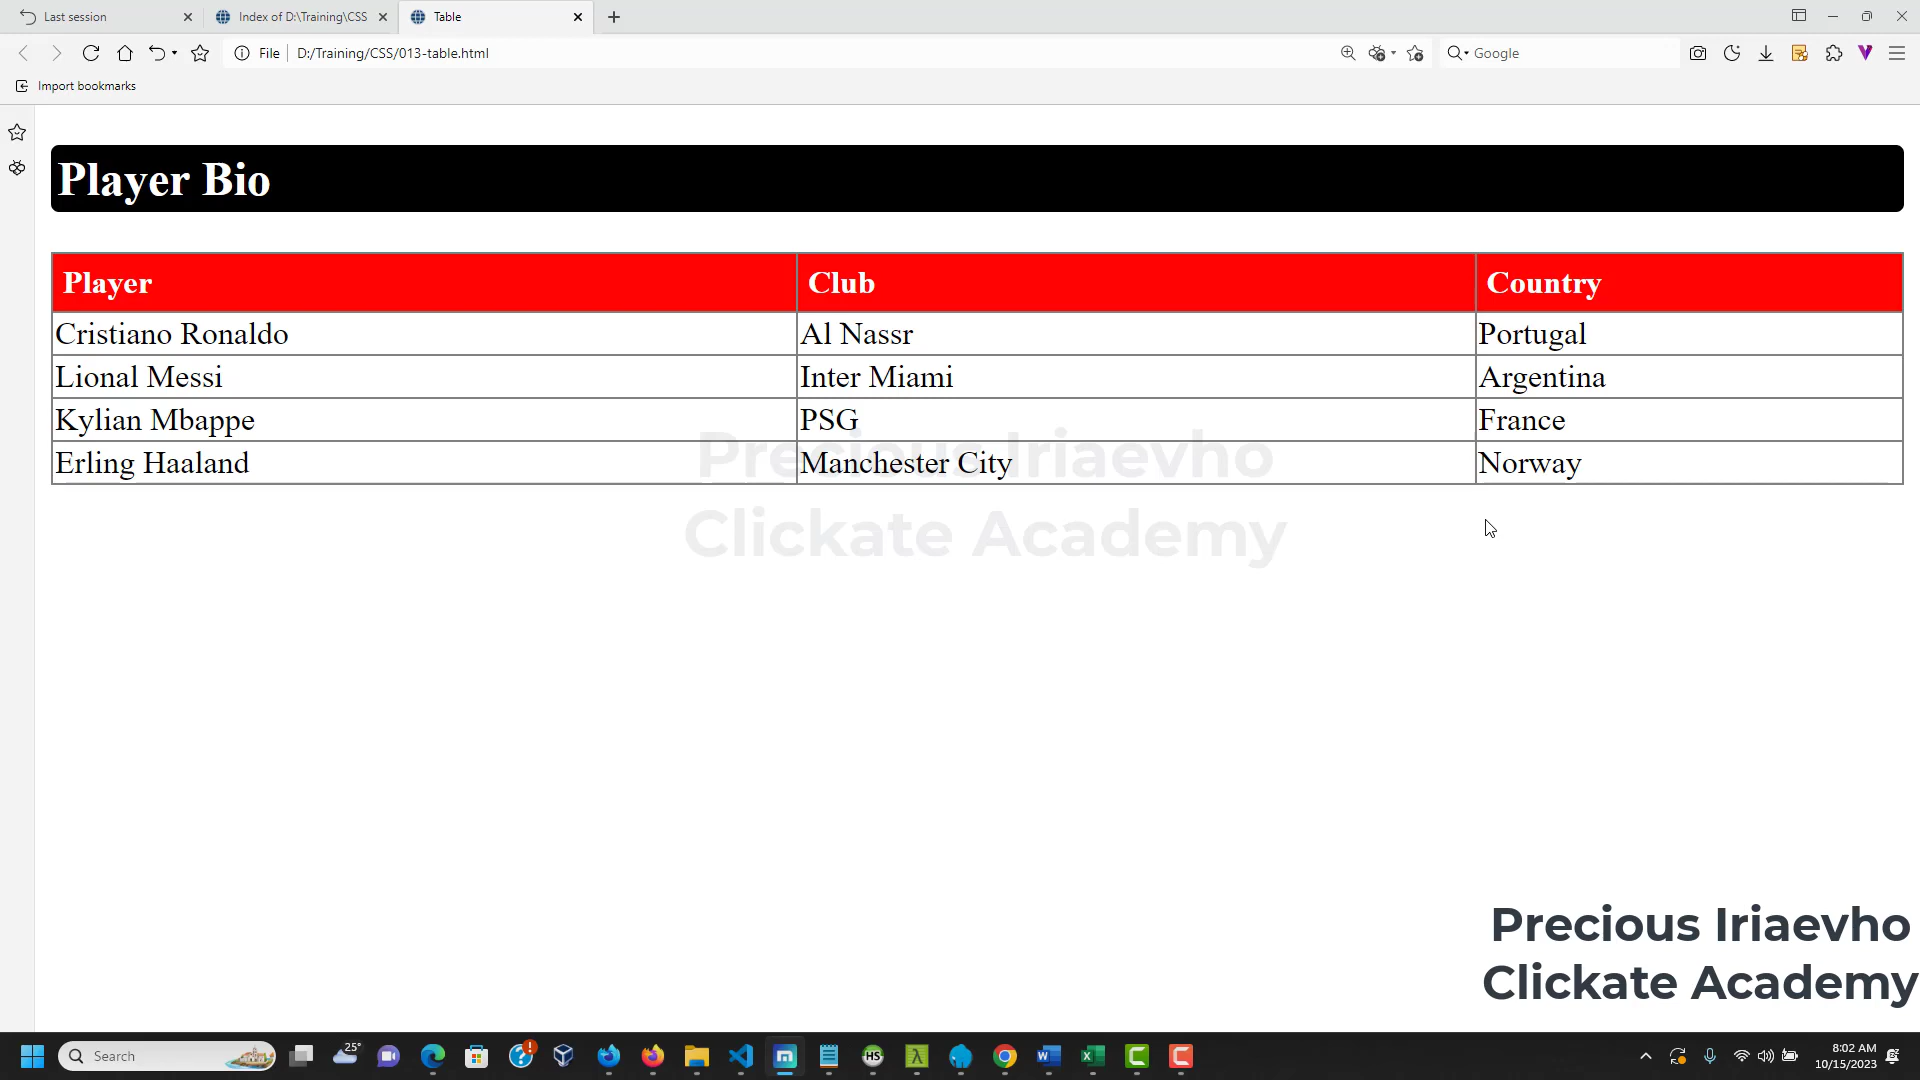 Last session
Index of D:\Training\CSS
Table
File
D:/Training/CSS/013-table.html
Google
Import bookmarks
Player Bio
Player Club Country
Cristiano Ronaldo Al Nassr Portugal
Lional Messi Inter Miami Argentina
Kylian Mbappe PSG France
Erling Haaland Manchester City Norway
Precious Iriaevho
Clickate Academy
Precious Iriaevho
Clickate Academy
Search
25°
HS
8:02 AM
10/15/2023